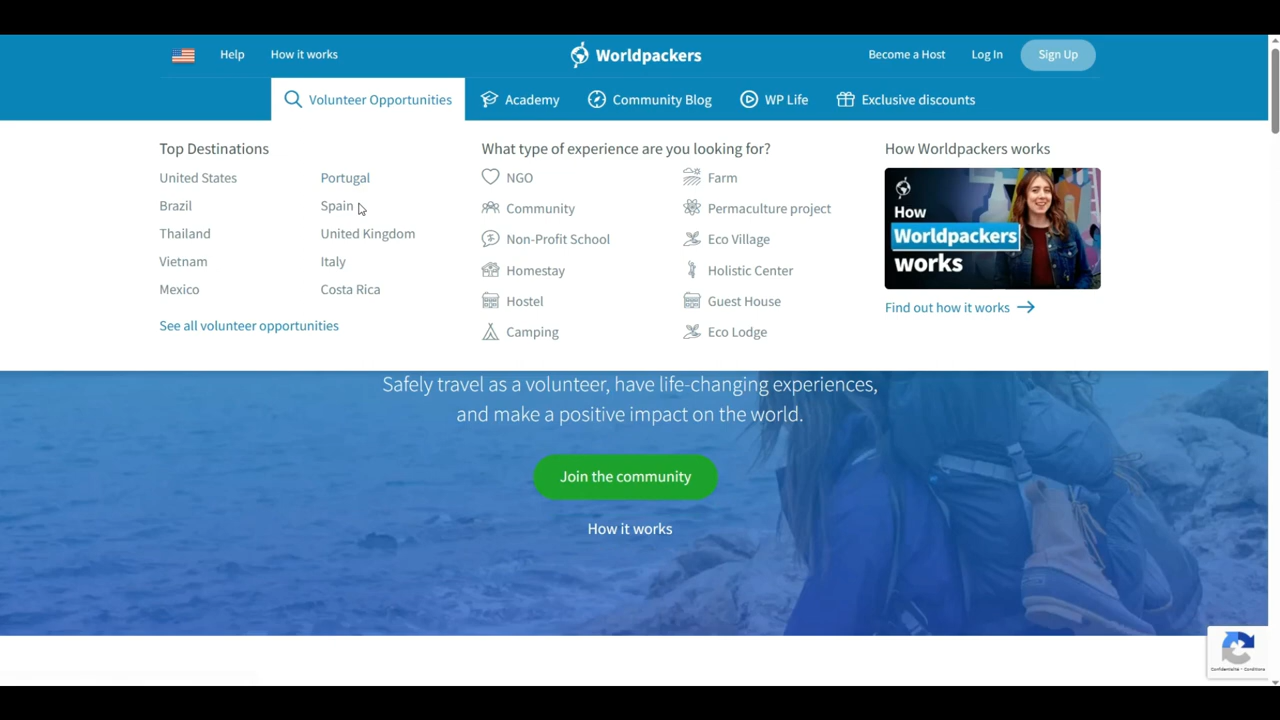 Help
How it works
Worldpackers
Become a Host
Log In
Sign Up
Volunteer Opportunities
Academy
Community Blog
WP Life
Exclusive discounts
Top Destinations
United States
Portugal
Brazil
Spain
Thailand
United Kingdom
Vietnam
Italy
Mexico
Costa Rica
See all volunteer opportunities
What type of experience are you looking for?
NGO
Farm
Community
Permaculture project
Non-Profit School
Eco Village
Homestay
Holistic Center
Hostel
Guest House
Camping
Eco Lodge
How Worldpackers works
How
Worldpackers
works
Find out how it works
Safely travel as a volunteer, have life-changing experiences,
and make a positive impact on the world.
Join the community
How it works